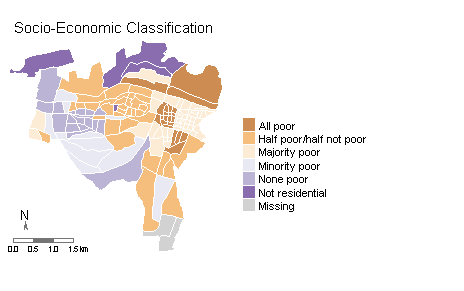 Socio-Economic Classification
All poor
Half poor/half not poor
Majority poor
Minority poor
None poor
Not residential
Missing
N
0.0 0.5 1.0 1.5 km